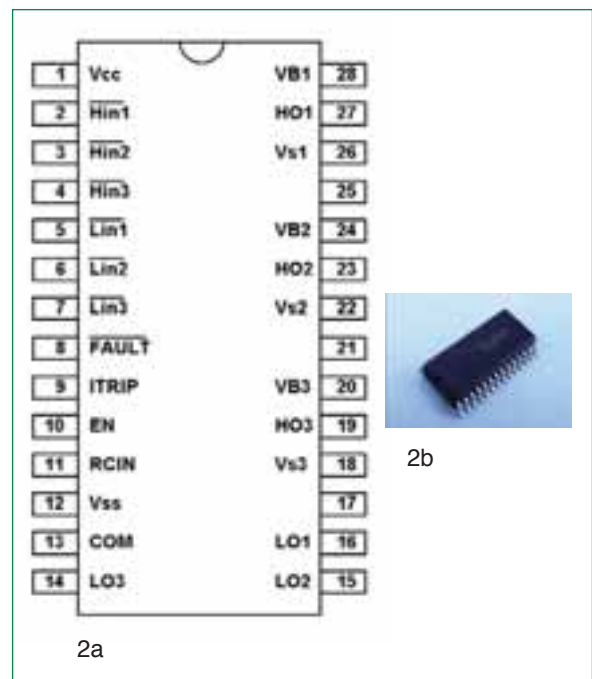 1 Vcc VB1 28
2 Hin1 HO1 27
3 Hin2 Vs1 26
4 Hin3 25
5 Lin1 VB2 24
6 Lin2 HO2 23
7 Lin3 Vs2 22
8 FAULT 21
9 ITRIP VB3 20
10 EN HO3 19
11 RCIN Vs3 18
12 Vss 17
13 COM LO1 16
14 LO3 LO2 15
2a
2b